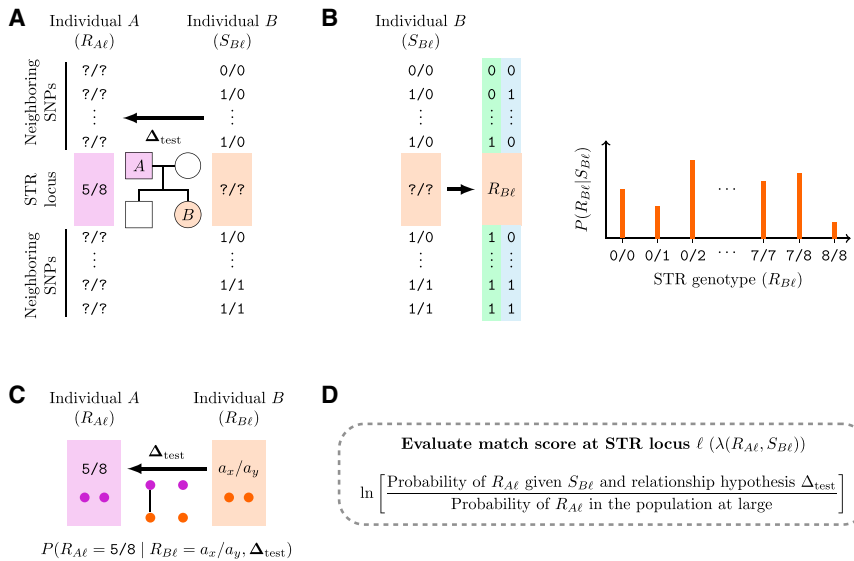 A
Individual A
(R_{Aℓ})
Individual B
(S_{Bℓ})
Neighboring
SNPs
?/? 0/0
?/? 1/0
⋮ ⋮
Δ_test
?/? 1/0
STR
locus
5/8 A B ?/?
Neighboring
SNPs
?/? 1/0
⋮ ⋮
?/? 1/1
?/? 1/1
B
Individual B
(S_{Bℓ})
0/0 0 0
1/0 0 1
⋮ ⋮ ⋮
1/0 1 0
?/? R_{Bℓ}
1/0 1 0
⋮ ⋮ ⋮
1/1 1 1
1/1 1 1
P(R_{Bℓ}|S_{Bℓ})
...
0/0 0/1 0/2 ... 7/7 7/8 8/8
STR genotype (R_{Bℓ})
C
Individual A
(R_{Aℓ})
Individual B
(R_{Bℓ})
Δ_test
5/8 a_x/a_y
P(R_{Aℓ} = 5/8 | R_{Bℓ} = a_x/a_y, Δ_test)
D
Evaluate match score at STR locus ℓ (λ(R_{Aℓ}, S_{Bℓ}))
ln [ Probability of R_{Aℓ} given S_{Bℓ} and relationship hypothesis Δ_test
Probability of R_{Aℓ} in the population at large ]